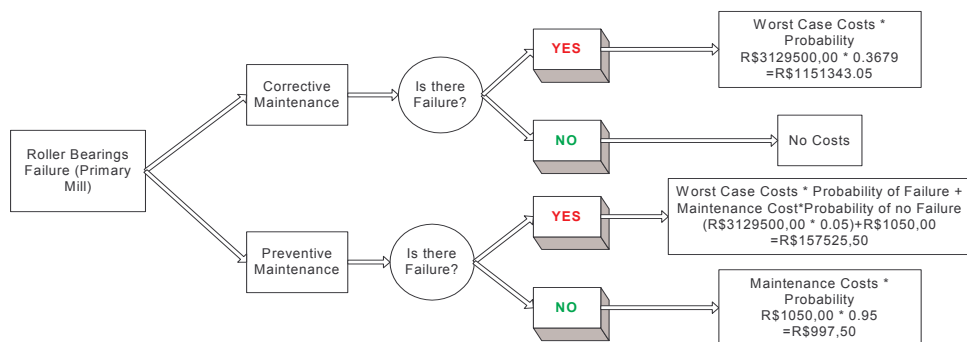 Roller Bearings
Failure (Primary
Mill)
Corrective
Maintenance
Is there
Failure?
YES
Worst Case Costs *
Probability
R$3129500,00 * 0.3679
=R$1151343.05
NO
No Costs
Preventive
Maintenance
Is there
Failure?
YES
Worst Case Costs * Probability of Failure +
Maintenance Cost*Probability of no Failure
(R$3129500,00 * 0.05)+R$1050,00
=R$157525,50
NO
Maintenance Costs *
Probability
R$1050,00 * 0.95
=R$997,50